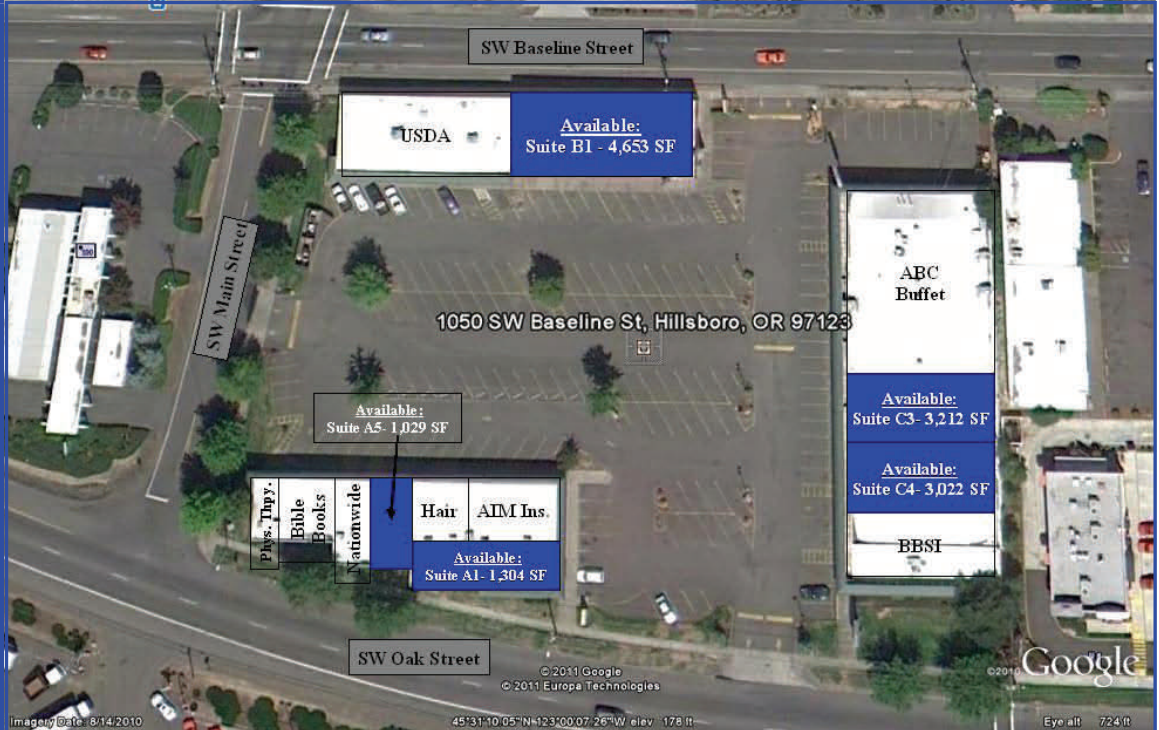 SW Baseline Street
USDA
Available:
Suite B1 - 4,653 SF
SW Main Street
ABC
Buffet
1050 SW Baseline St, Hillsboro, OR 97123
Available:
Suite A5- 1,029 SF
Available:
Suite C3- 3,212 SF
Available:
Suite C4- 3,022 SF
Phys. Thpy.
Bible
Books
Nationwide
Hair
AIM Ins.
Available:
Suite A1- 1,304 SF
BBSI
SW Oak Street
© 2011 Google
© 2011 Europa Technologies
©2010
Google
Imagery Date: 8/14/2010
45°31'10.05"N -123°00'07.26"W elev 178 ft
Eye alt 724 ft